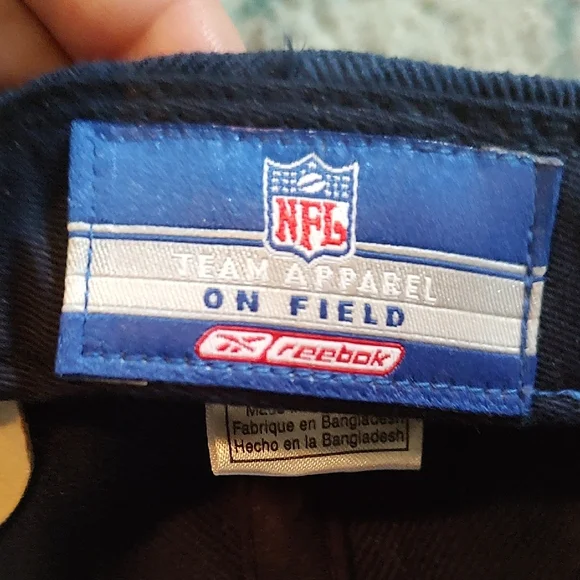 NFL
TEAM APPAREL
ON FIELD
Reebok
Fabrique en Bangladesh
Hecho en la Bangladesh